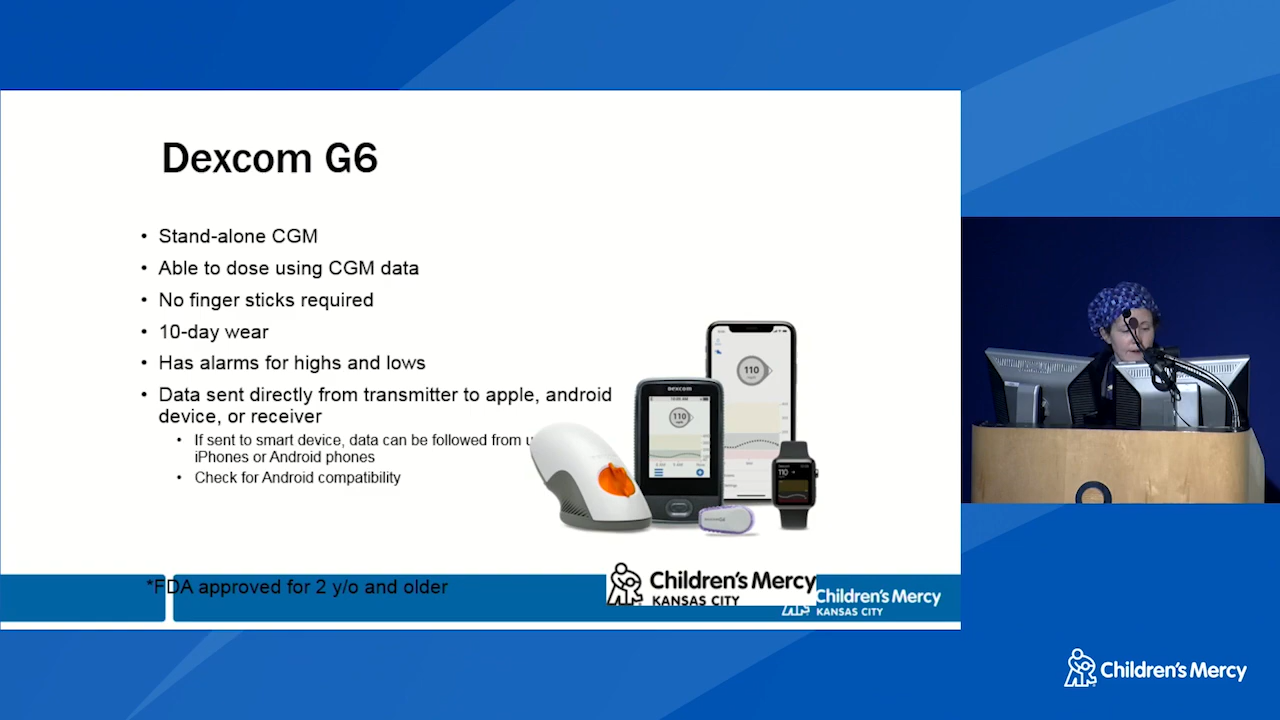 Dexcom G6
• Stand-alone CGM
• Able to dose using CGM data
• No finger sticks required
• 10-day wear
• Has alarms for highs and lows
• Data sent directly from transmitter to apple, android
device, or receiver
• If sent to smart device, data can be followed from
iPhones or Android phones
• Check for Android compatibility
110
DEXCOM
110
110
*FDA approved for 2 y/o and older
Children's Mercy
KANSAS CITY
Children's Mercy
KANSAS CITY
Children's Mercy